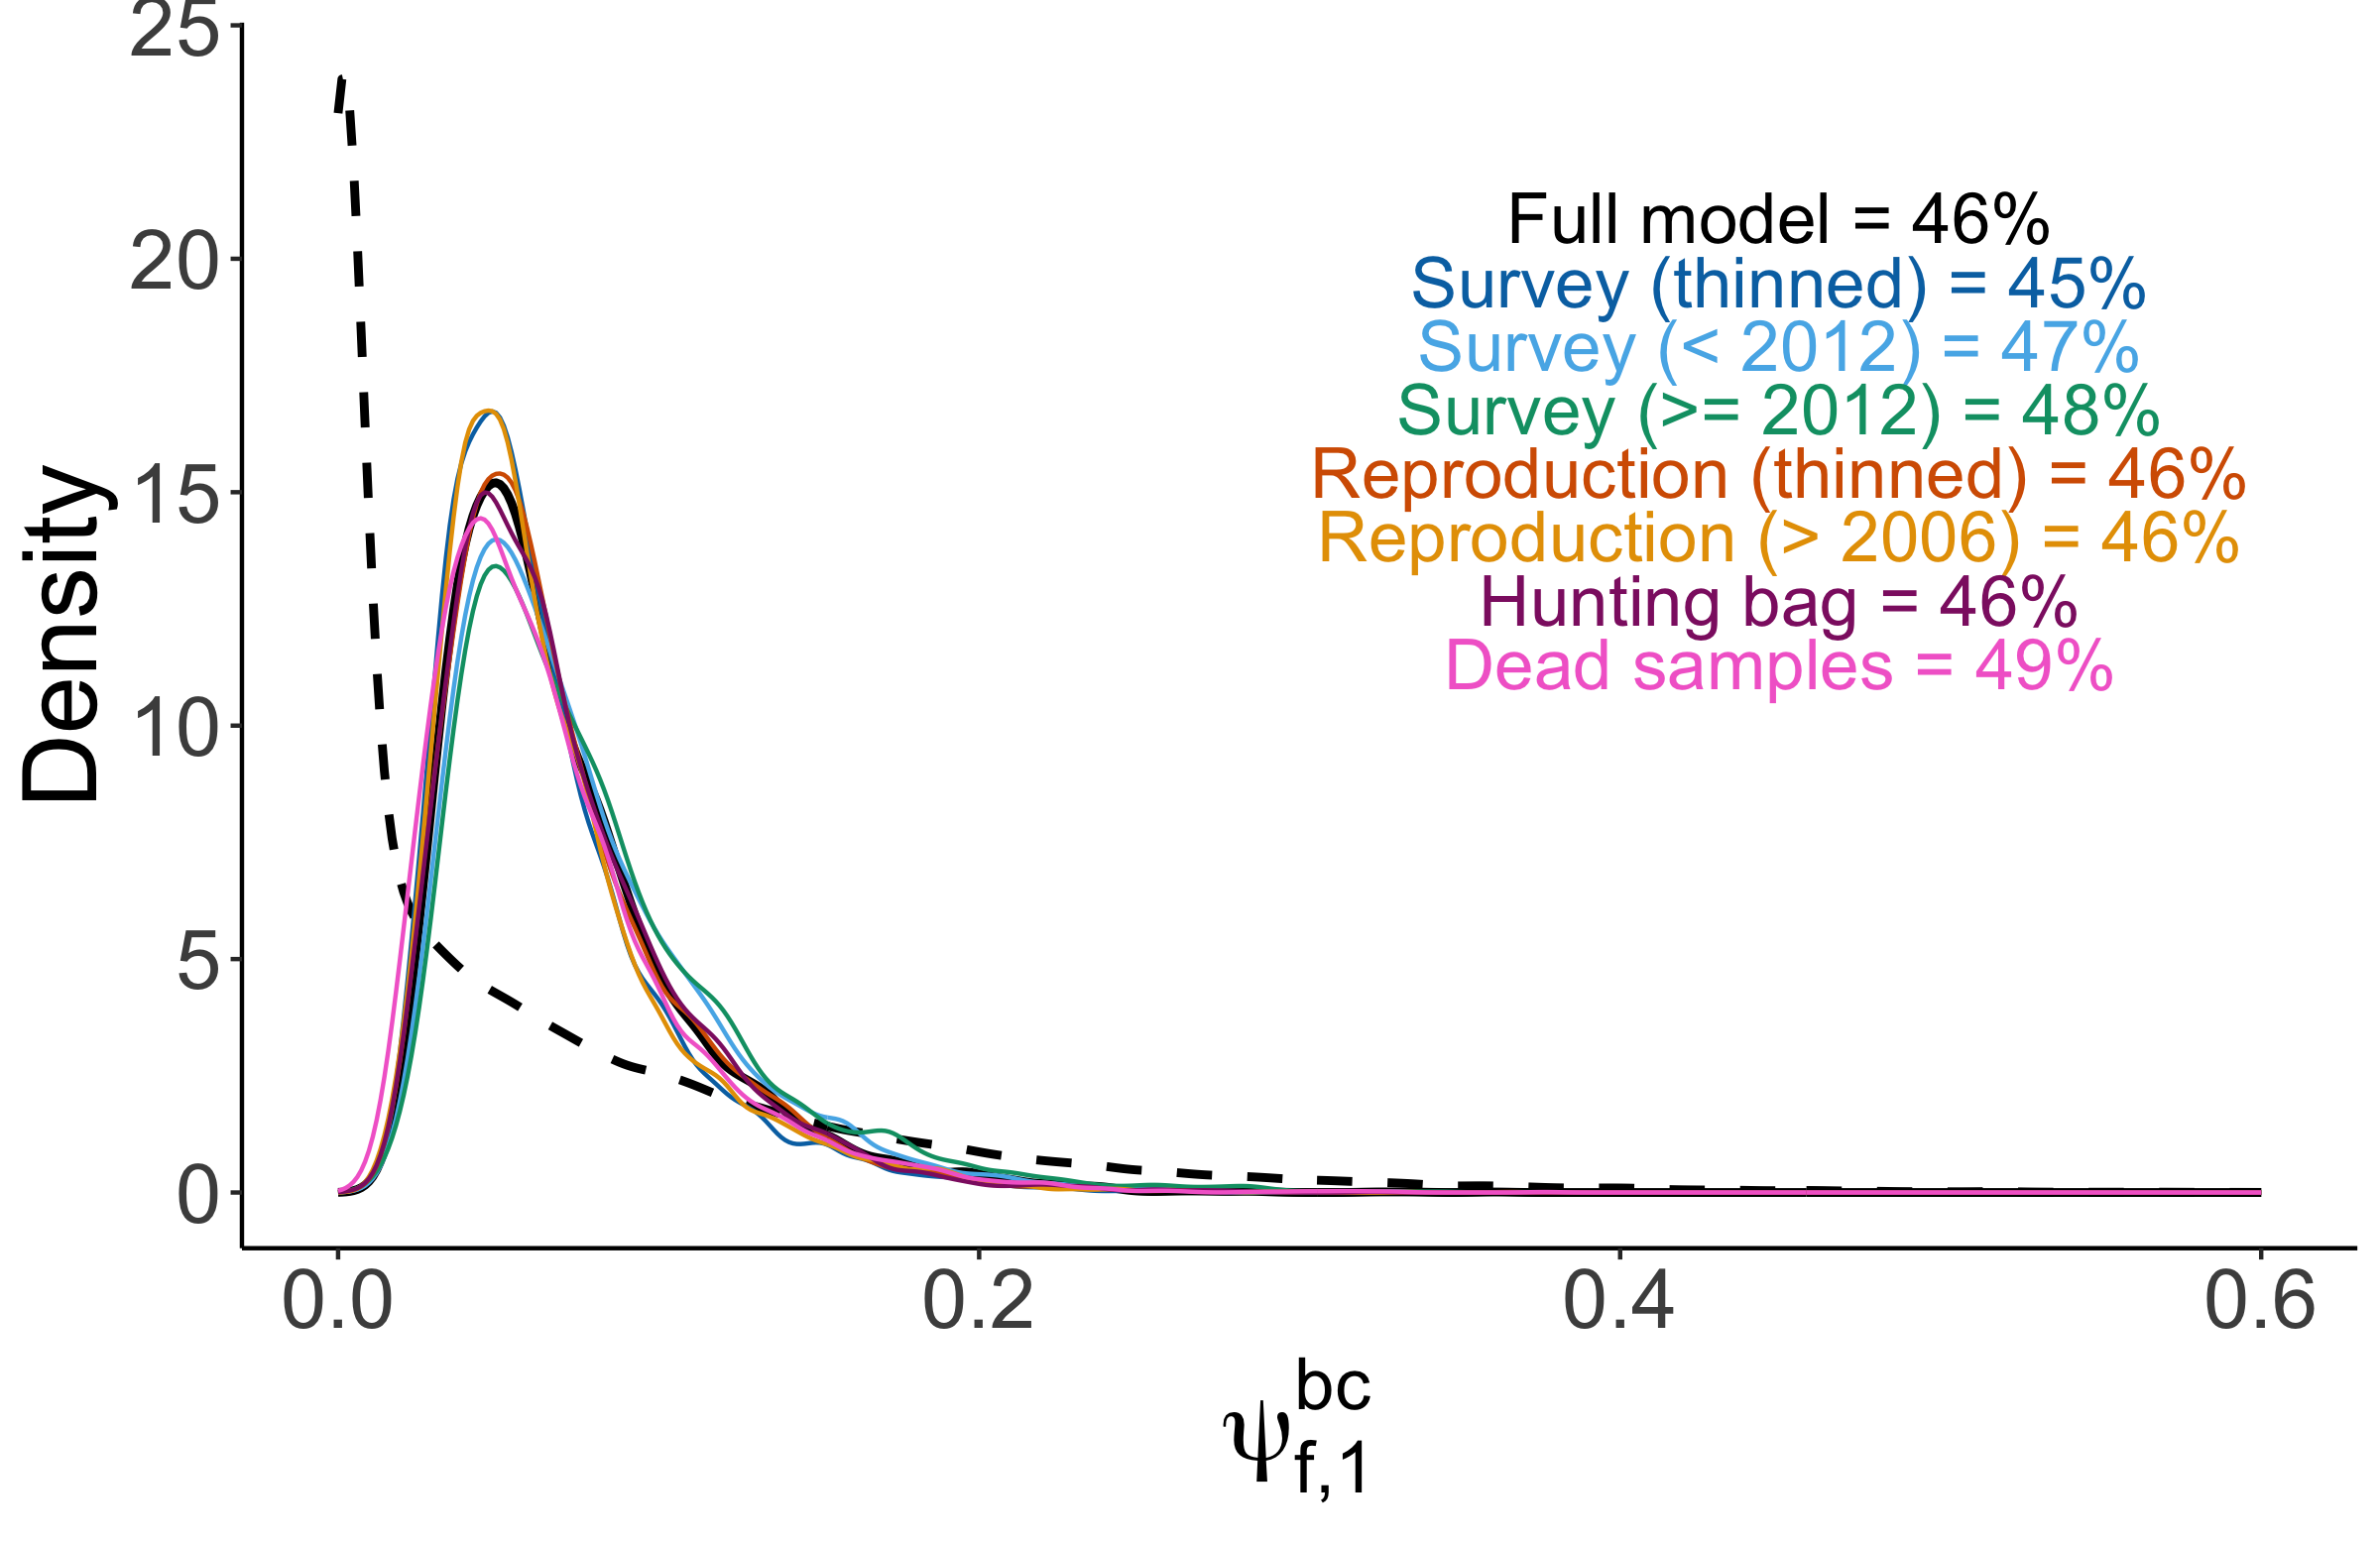 25
20
15
10
5
0
Density
Full model = 46%
Survey (thinned) = 45%
Survey (< 2012) = 47%
Survey (>= 2012) = 48%
Reproduction (thinned) = 46%
Reproduction (> 2006) = 46%
Hunting bag = 46%
Dead samples = 49%
0.0 0.2 0.4 0.6
ψ bc f,1